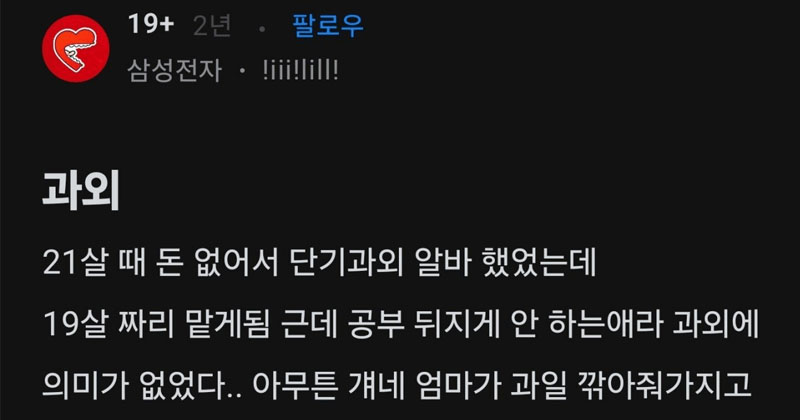 19+ 2년 · 팔로우
삼성전자 · !iii!lill!
과외
21살 때 돈 없어서 단기과외 알바 했었는데
19살 짜리 맡게됨 근데 공부 뒤지게 안 하는애라 과외에
의미가 없었다.. 아무튼 걔네 엄마가 과일 깎아줘가지고